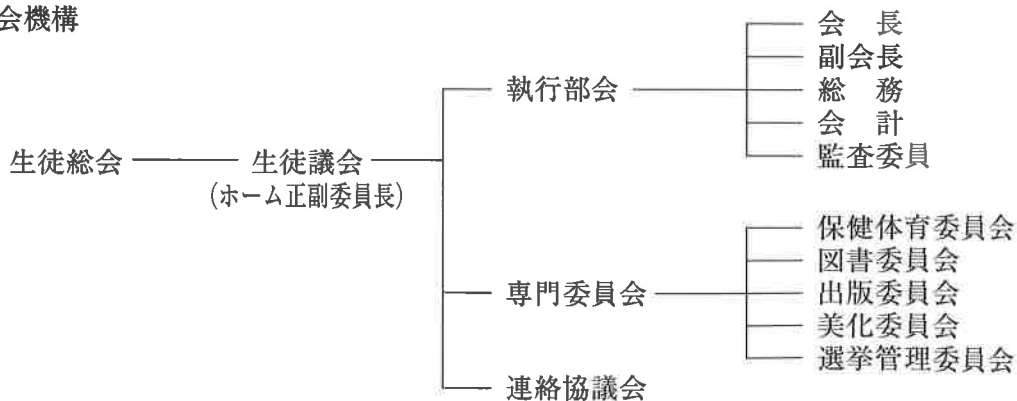 会機構
生徒総会
生徒議会
(ホーム正副委員長)
執行部会
会　長
副会長
総　務
会　計
監査委員
専門委員会
保健体育委員会
図書委員会
出版委員会
美化委員会
選挙管理委員会
連絡協議会